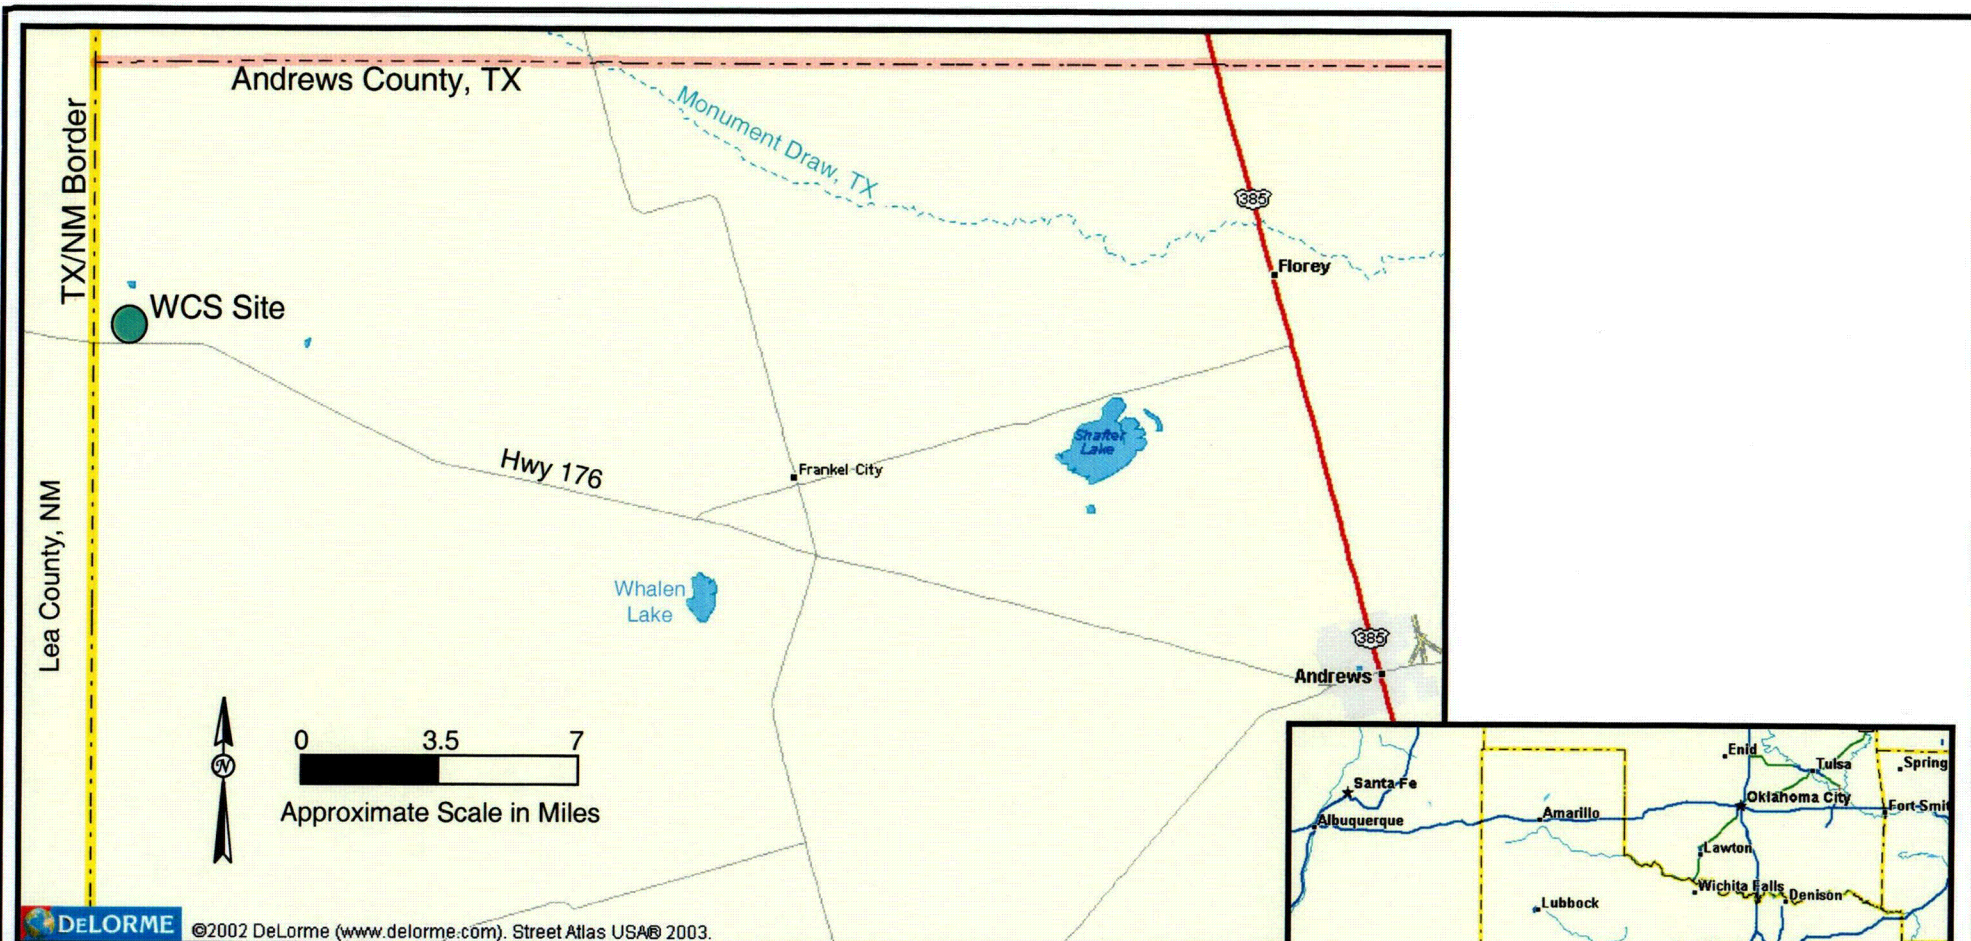 Andrews County, TX
TX/NM Border
Monument Draw, TX
385
Florey
WCS Site
Shafter
Lake
Hwy 176
Frankel City
Lea County, NM
Whalen
Lake
385
Andrews
0 3.5 7
N
Approximate Scale in Miles
DELORME
©2002 DeLorme (www.delorme.com). Street Atlas USA® 2003.
Enid
Tulsa
Spring
Santa Fe
Oklahoma City
Albuquerque
Amarillo
Fort Smit
Lawton
Wichita Falls
Denison
Lubbock